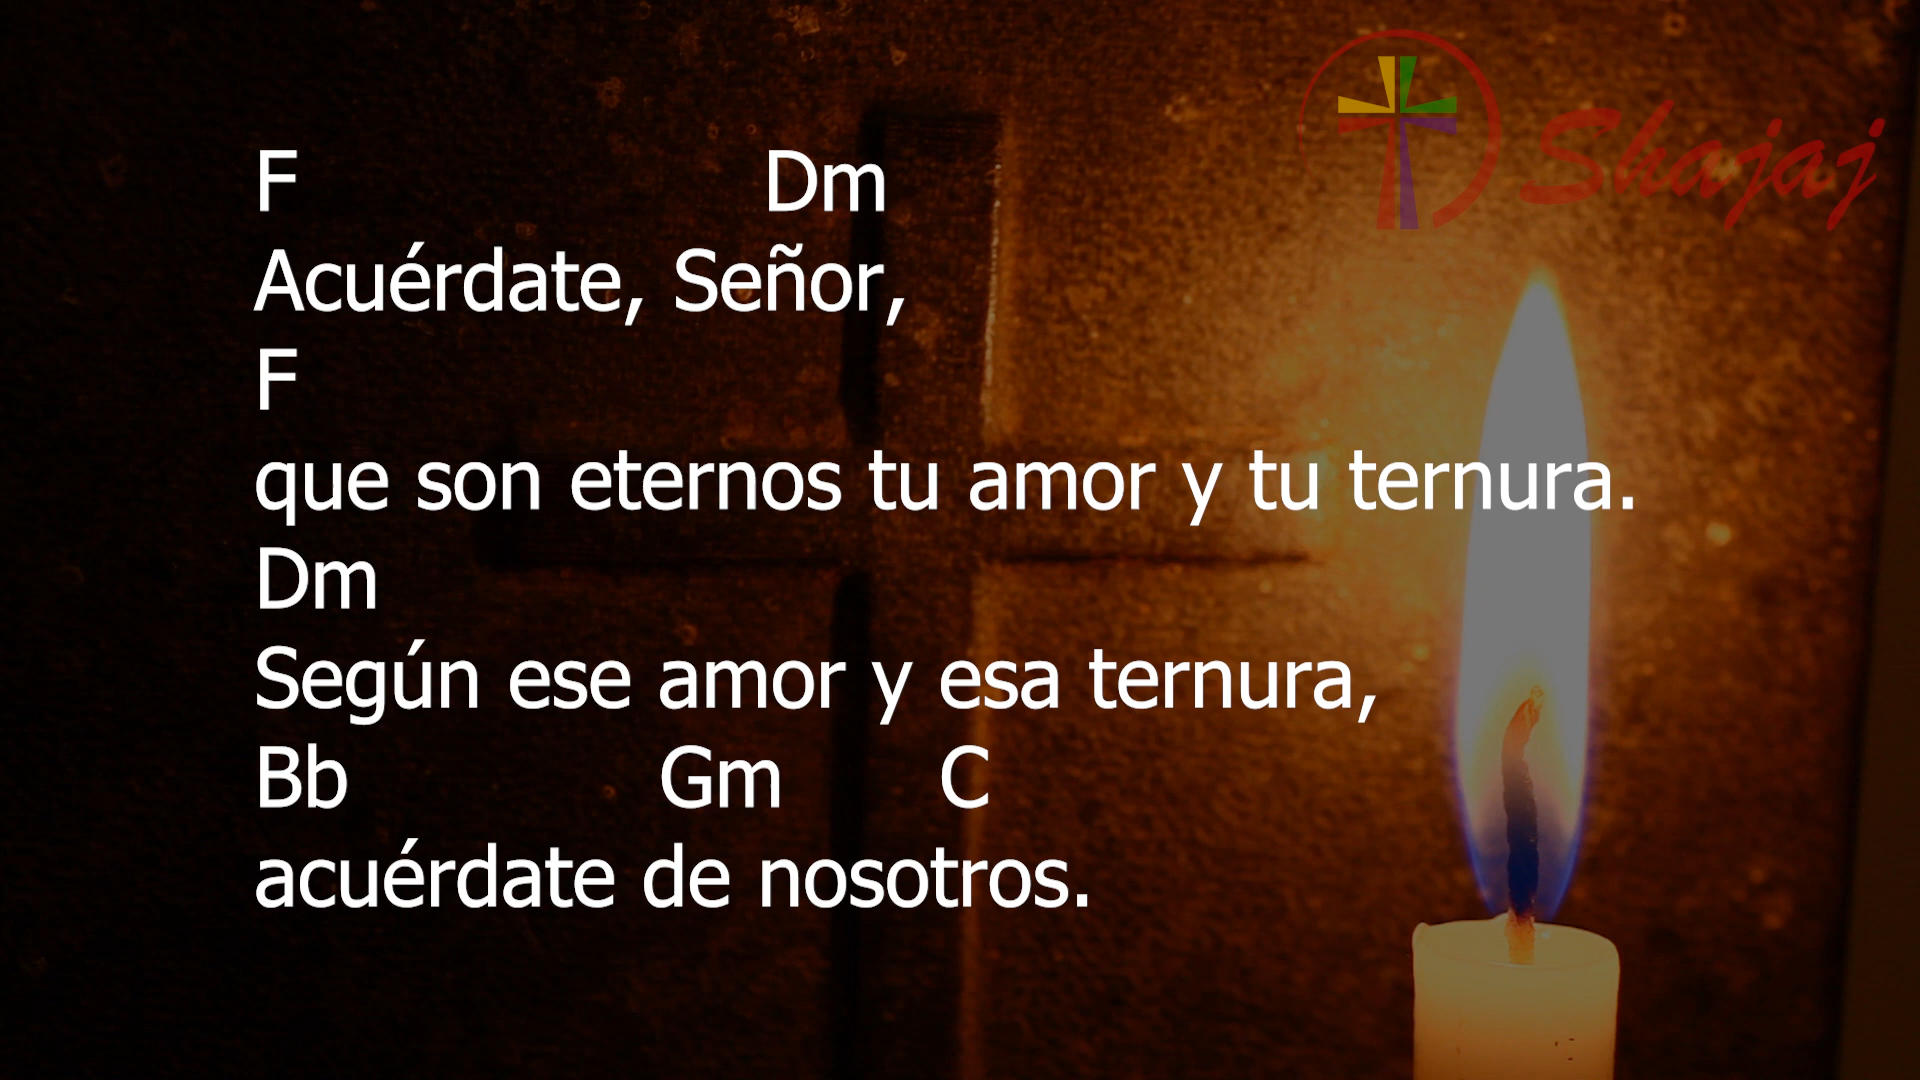 Shajaj
F Dm
Acuérdate, Señor,
F
que son eternos tu amor y tu ternura.
Dm
Según ese amor y esa ternura,
Bb Gm C
acuérdate de nosotros.